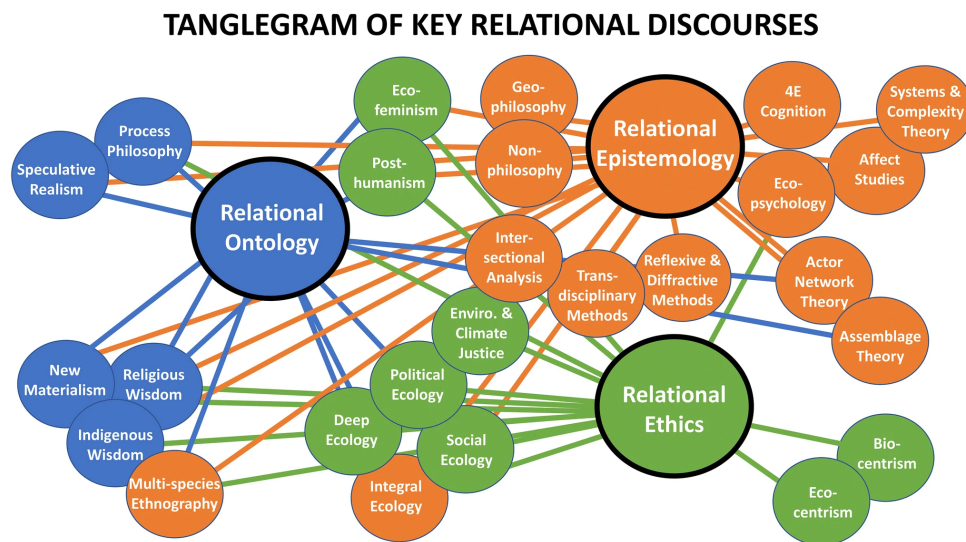 TANGLEGRAM OF KEY RELATIONAL DISCOURSES
Eco-
feminism
Geo-
philosophy
4E
Cognition
Systems &
Complexity
Theory
Process
Philosophy
Relational
Epistemology
Speculative
Realism
Post-
humanism
Non-
philosophy
Affect
Studies
Eco-
psychology
Relational
Ontology
Inter-
sectional
Analysis
Trans-
disciplinary
Methods
Reflexive &
Diffractive
Methods
Actor
Network
Theory
Enviro. &
Climate
Justice
Assemblage
Theory
New
Materialism
Religious
Wisdom
Political
Ecology
Relational
Ethics
Indigenous
Wisdom
Deep
Ecology
Social
Ecology
Bio-
centrism
Multi-species
Ethnography
Integral
Ecology
Eco-
centrism